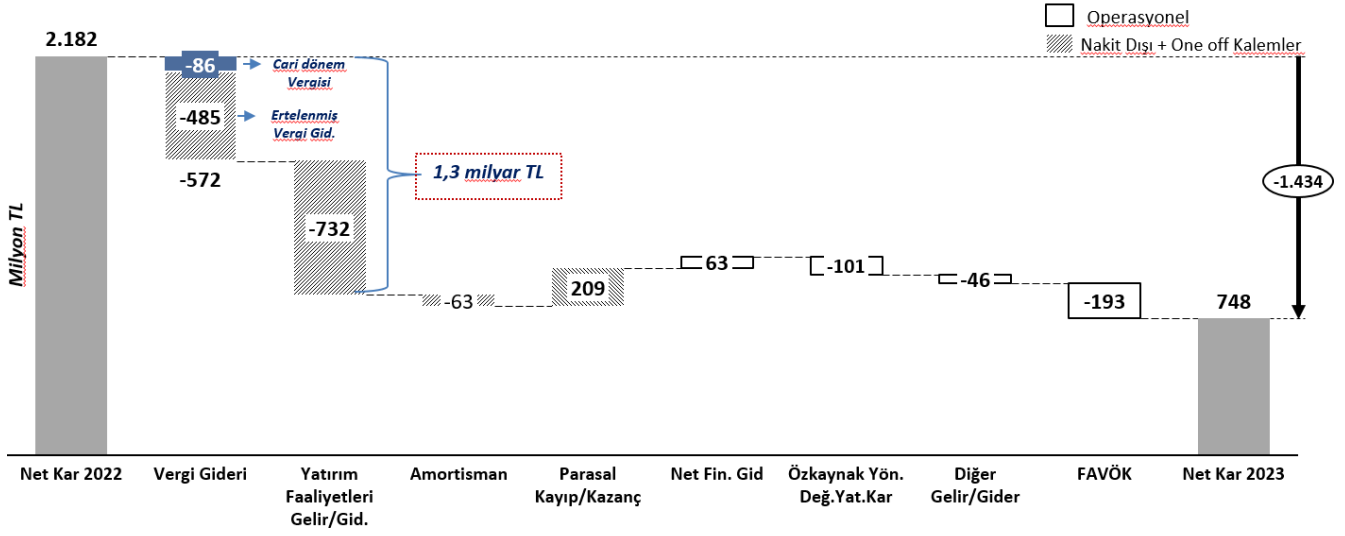 Operasyonel
Nakit Dışı + One off Kalemler
2.182
-86
Cari dönem
Vergisi
-485
Ertelenmiş
Vergi Gid.
-572
1,3 milyar TL
-732
-63
209
63
-101
-46
-193
748
-1.434
Milyon TL
Net Kar 2022
Vergi Gideri
Yatırım
Faaliyetleri
Gelir/Gid.
Amortisman
Parasal
Kayıp/Kazanç
Net Fin. Gid
Özkaynak Yön.
Değ.Yat.Kar
Diğer
Gelir/Gider
FAVÖK
Net Kar 2023